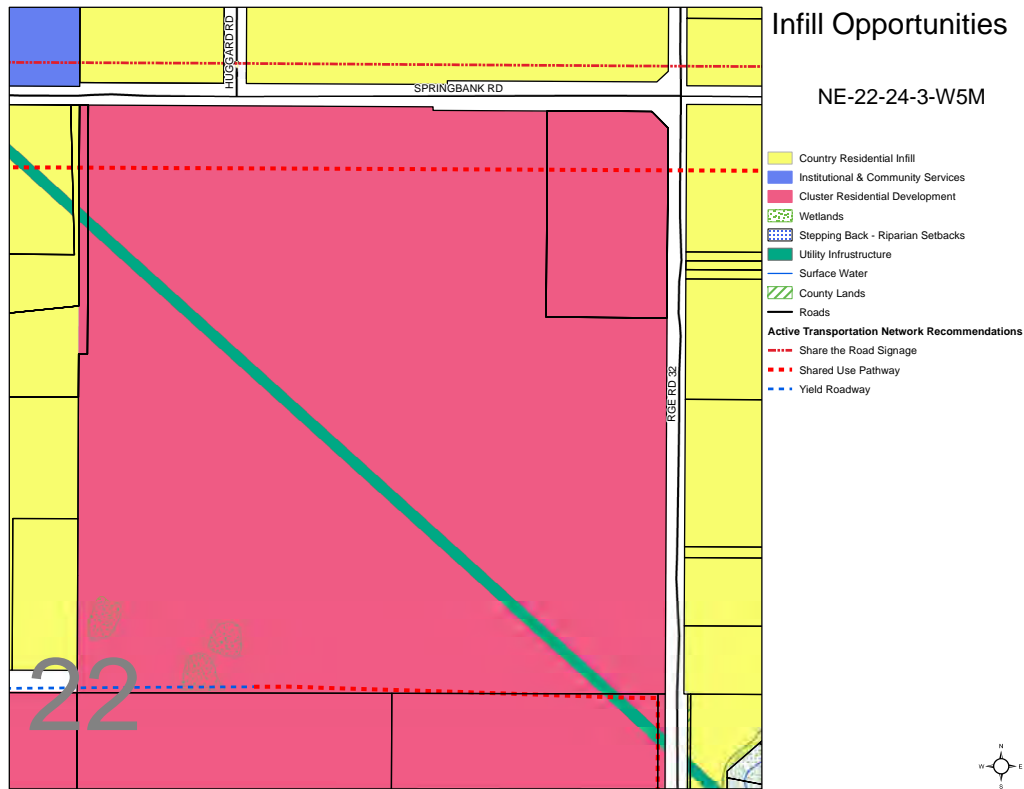 Infill Opportunities
NE-22-24-3-W5M
HUGGARD RD
SPRINGBANK RD
RGE RD 32
22
Country Residential Infill
Institutional & Community Services
Cluster Residential Development
Wetlands
Stepping Back - Riparian Setbacks
Utility Infrustructure
Surface Water
County Lands
Roads
Active Transportation Network Recommendations
Share the Road Signage
Shared Use Pathway
Yield Roadway
N
W E
S